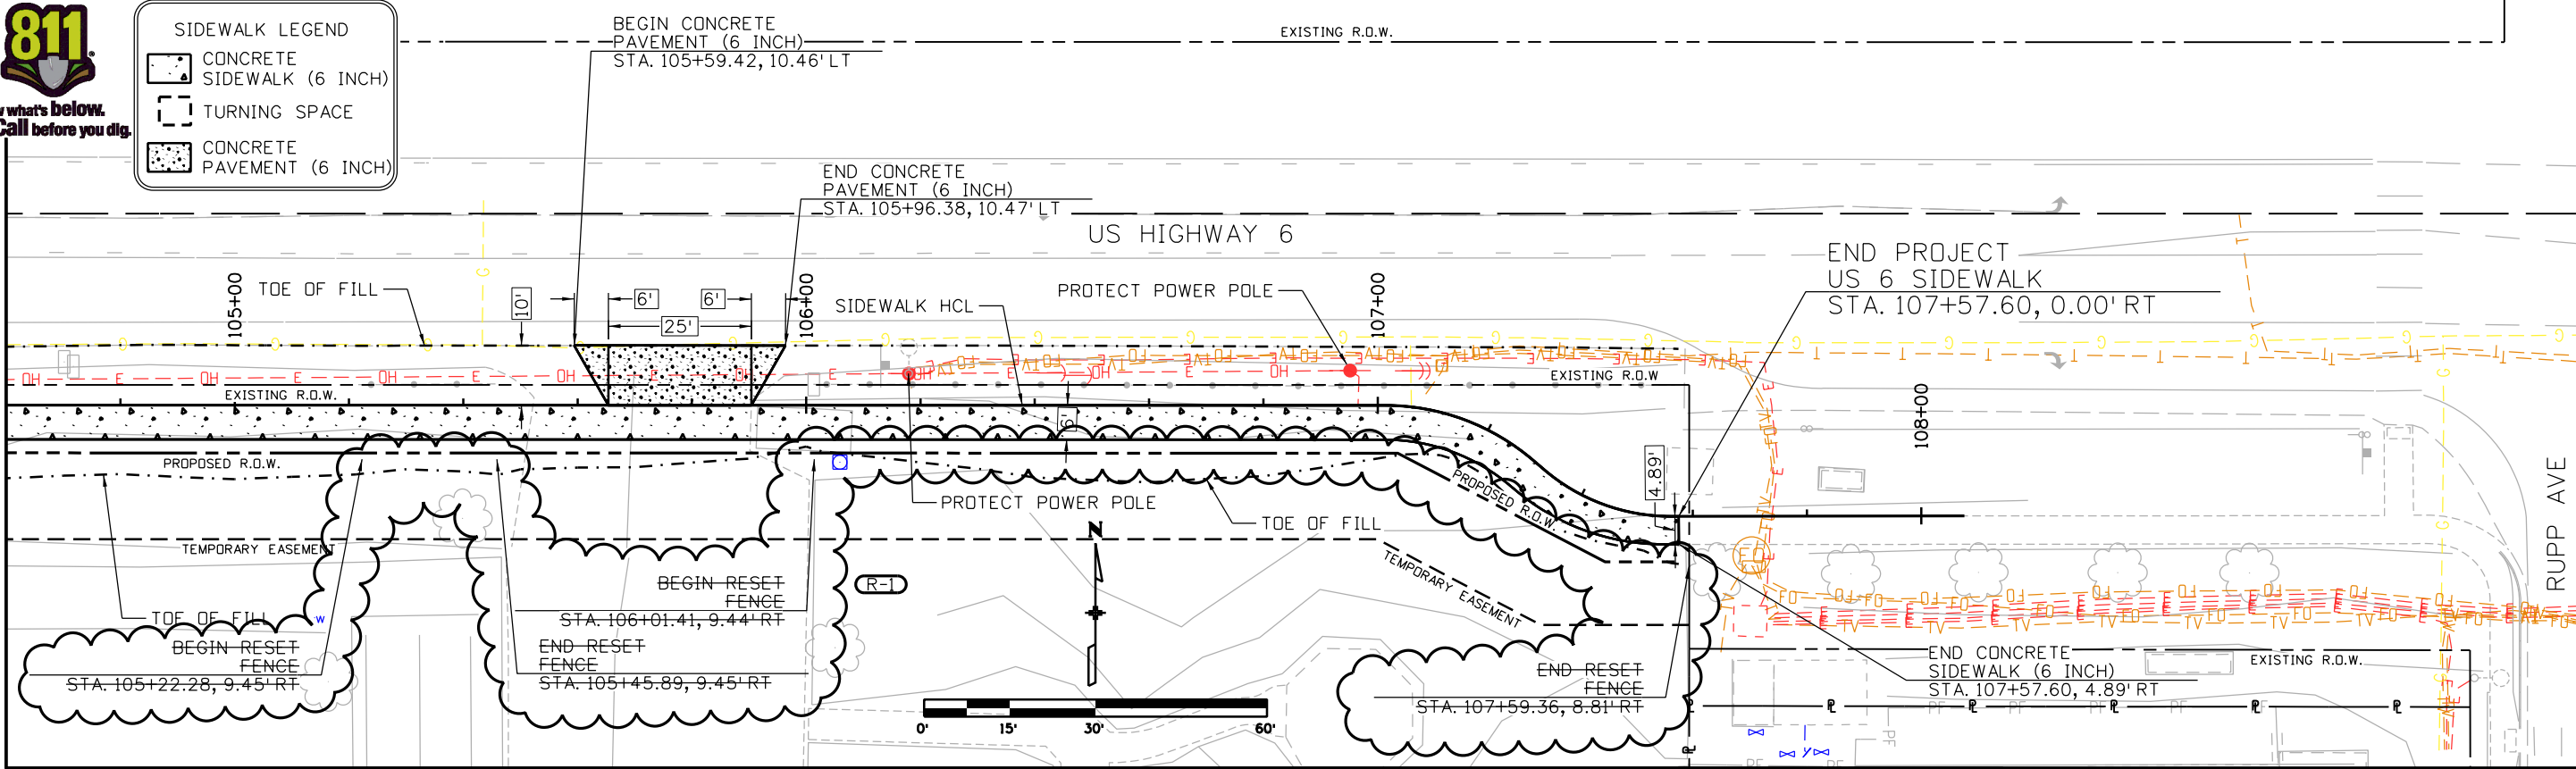 811
what's below.
Call before you dig.
SIDEWALK LEGEND
CONCRETE
SIDEWALK (6 INCH)
TURNING SPACE
CONCRETE
PAVEMENT (6 INCH)
BEGIN CONCRETE
PAVEMENT (6 INCH)
STA. 105+59.42, 10.46' LT
EXISTING R.O.W.
END CONCRETE
PAVEMENT (6 INCH)
STA. 105+96.38, 10.47' LT
US HIGHWAY 6
END PROJECT
US 6 SIDEWALK
STA. 107+57.60, 0.00' RT
105+00
TOE OF FILL
10'
6'
6'
25'
106+00
SIDEWALK HCL
PROTECT POWER POLE
107+00
108+00
EXISTING R.O.W.
EXISTING R.O.W
6'
4.89'
PROPOSED R.O.W.
PROPOSED R.O.W.
PROTECT POWER POLE
TOE OF FILL
N
TEMPORARY EASEMENT
TEMPORARY EASEMENT
R-1
RUPP AVE
TOE OF FILL
W
BEGIN RESET
FENCE
STA. 105+22.28, 9.45' RT
BEGIN RESET
FENCE
STA. 106+01.41, 9.44' RT
END RESET
FENCE
STA. 105+45.89, 9.45' RT
END RESET
FENCE
STA. 107+59.36, 8.81' RT
END CONCRETE
SIDEWALK (6 INCH)
STA. 107+57.60, 4.89' RT
EXISTING R.O.W.
0' 15' 30' 60'